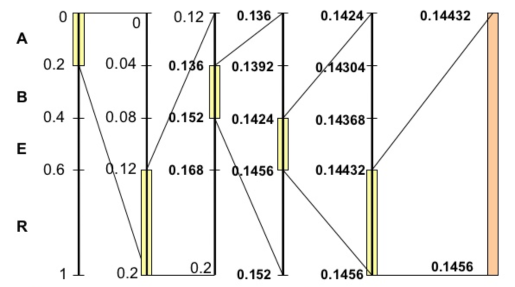 0 0 0.12 0.136 0.1424 0.14432
A
0.2 0.04 0.136 0.1392 0.14304
B
0.4 0.08 0.152 0.1424 0.14368
E
0.6 0.12 0.168 0.1456 0.14432
R
1 0.2 0.2 0.152 0.1456 0.1456